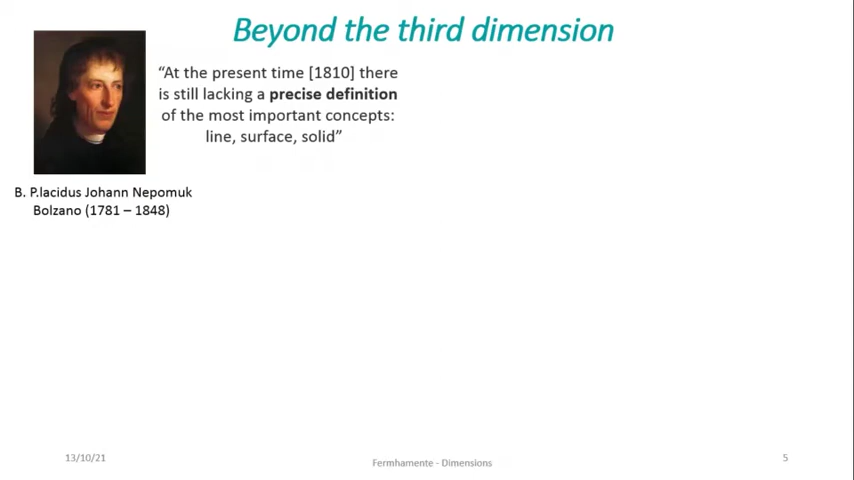 Beyond the third dimension
“At the present time [1810] there
is still lacking a precise definition
of the most important concepts:
line, surface, solid”
B. P.lacidus Johann Nepomuk
Bolzano (1781 – 1848)
13/10/21
Fermhamente - Dimensions
5